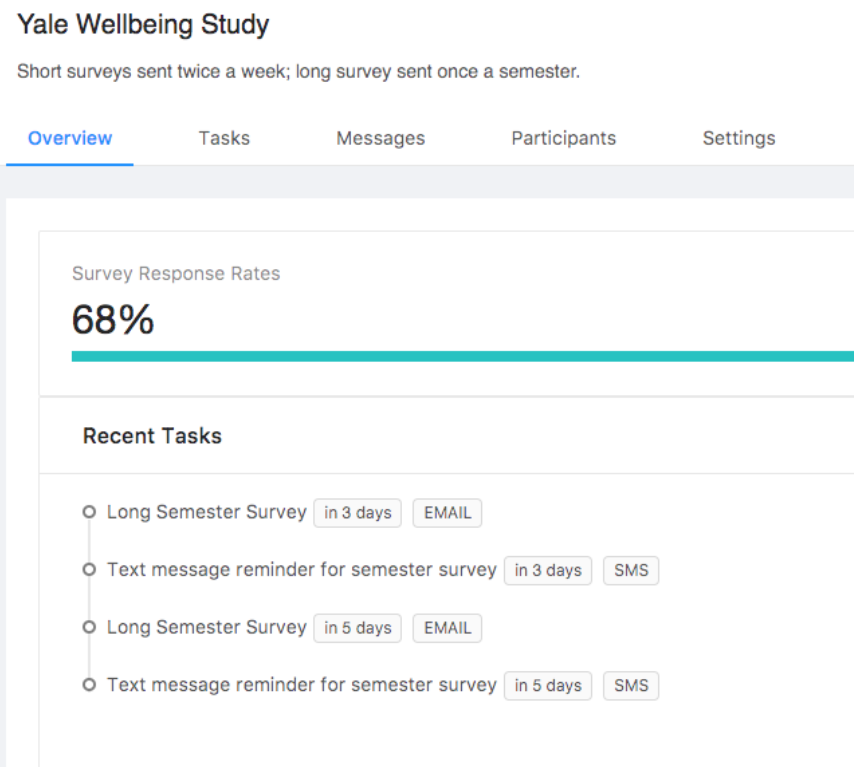 Yale Wellbeing Study
Short surveys sent twice a week; long survey sent once a semester.
Overview Tasks Messages Participants Settings
Survey Response Rates
68%
Recent Tasks
Long Semester Survey in 3 days EMAIL
Text message reminder for semester survey in 3 days SMS
Long Semester Survey in 5 days EMAIL
Text message reminder for semester survey in 5 days SMS